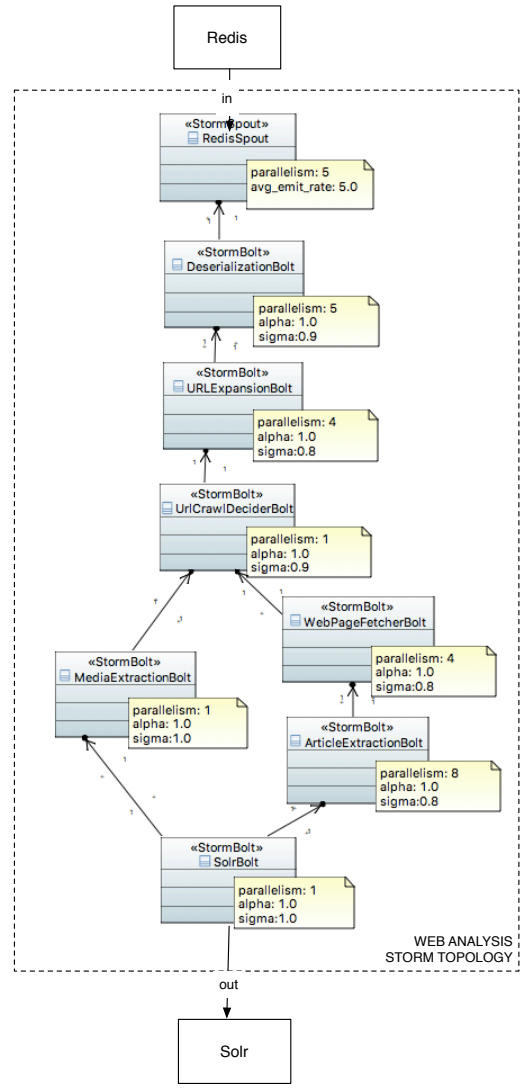 Redis
in
«StormSpout»
RedisSpout
parallelism: 5
avg_emit_rate: 5.0
«StormBolt»
DeserializationBolt
parallelism: 5
alpha: 1.0
sigma:0.9
«StormBolt»
URLExpansionBolt
parallelism: 4
alpha: 1.0
sigma:0.8
«StormBolt»
UrlCrawlDeciderBolt
parallelism: 1
alpha: 1.0
sigma:0.9
«StormBolt»
WebPageFetcherBolt
parallelism: 4
alpha: 1.0
sigma:0.8
«StormBolt»
MediaExtractionBolt
parallelism: 1
alpha: 1.0
sigma:1.0
«StormBolt»
ArticleExtractionBolt
parallelism: 8
alpha: 1.0
sigma:0.8
«StormBolt»
SolrBolt
parallelism: 1
alpha: 1.0
sigma:1.0
WEB ANALYSIS
STORM TOPOLOGY
out
Solr